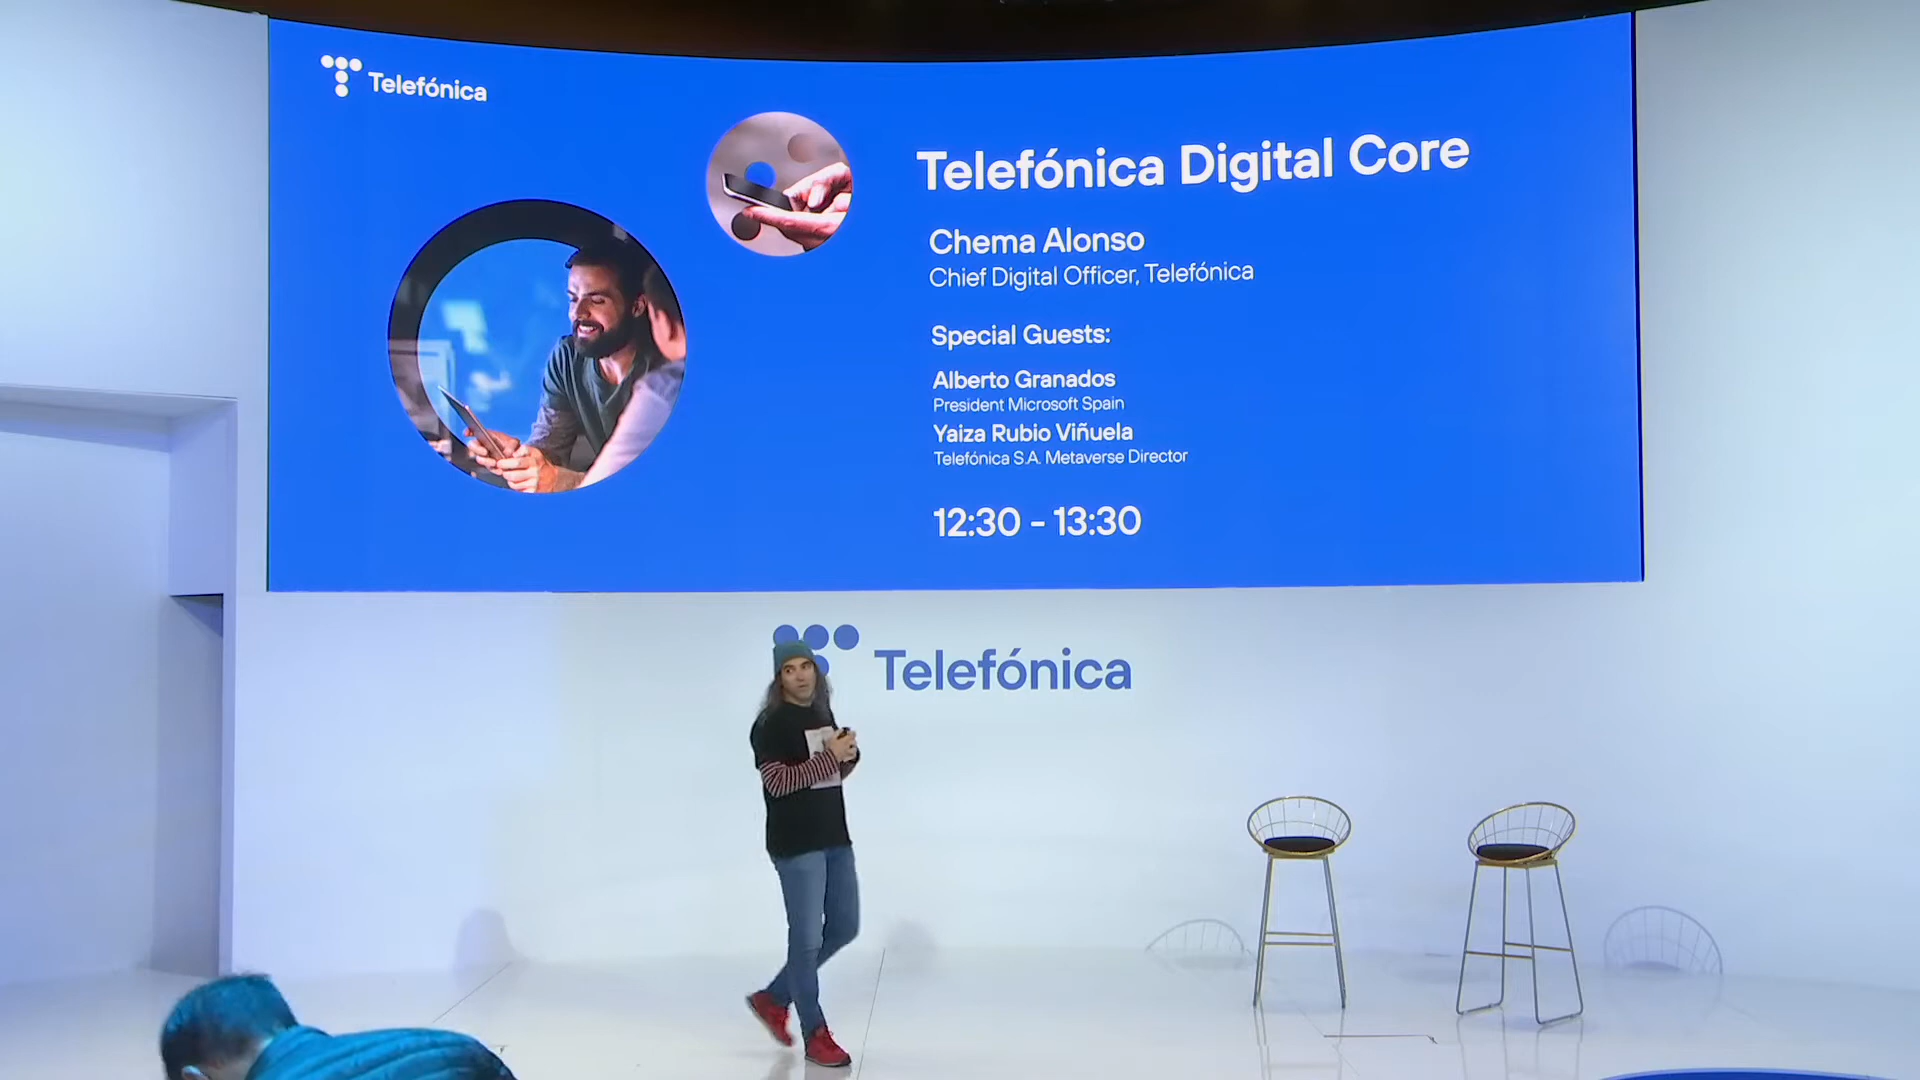 Telefónica
Telefónica Digital Core
Chema Alonso
Chief Digital Officer, Telefónica
Special Guests:
Alberto Granados
President Microsoft Spain
Yaiza Rubio Viñuela
Telefónica S.A. Metaverse Director
12:30 - 13:30
Telefónica